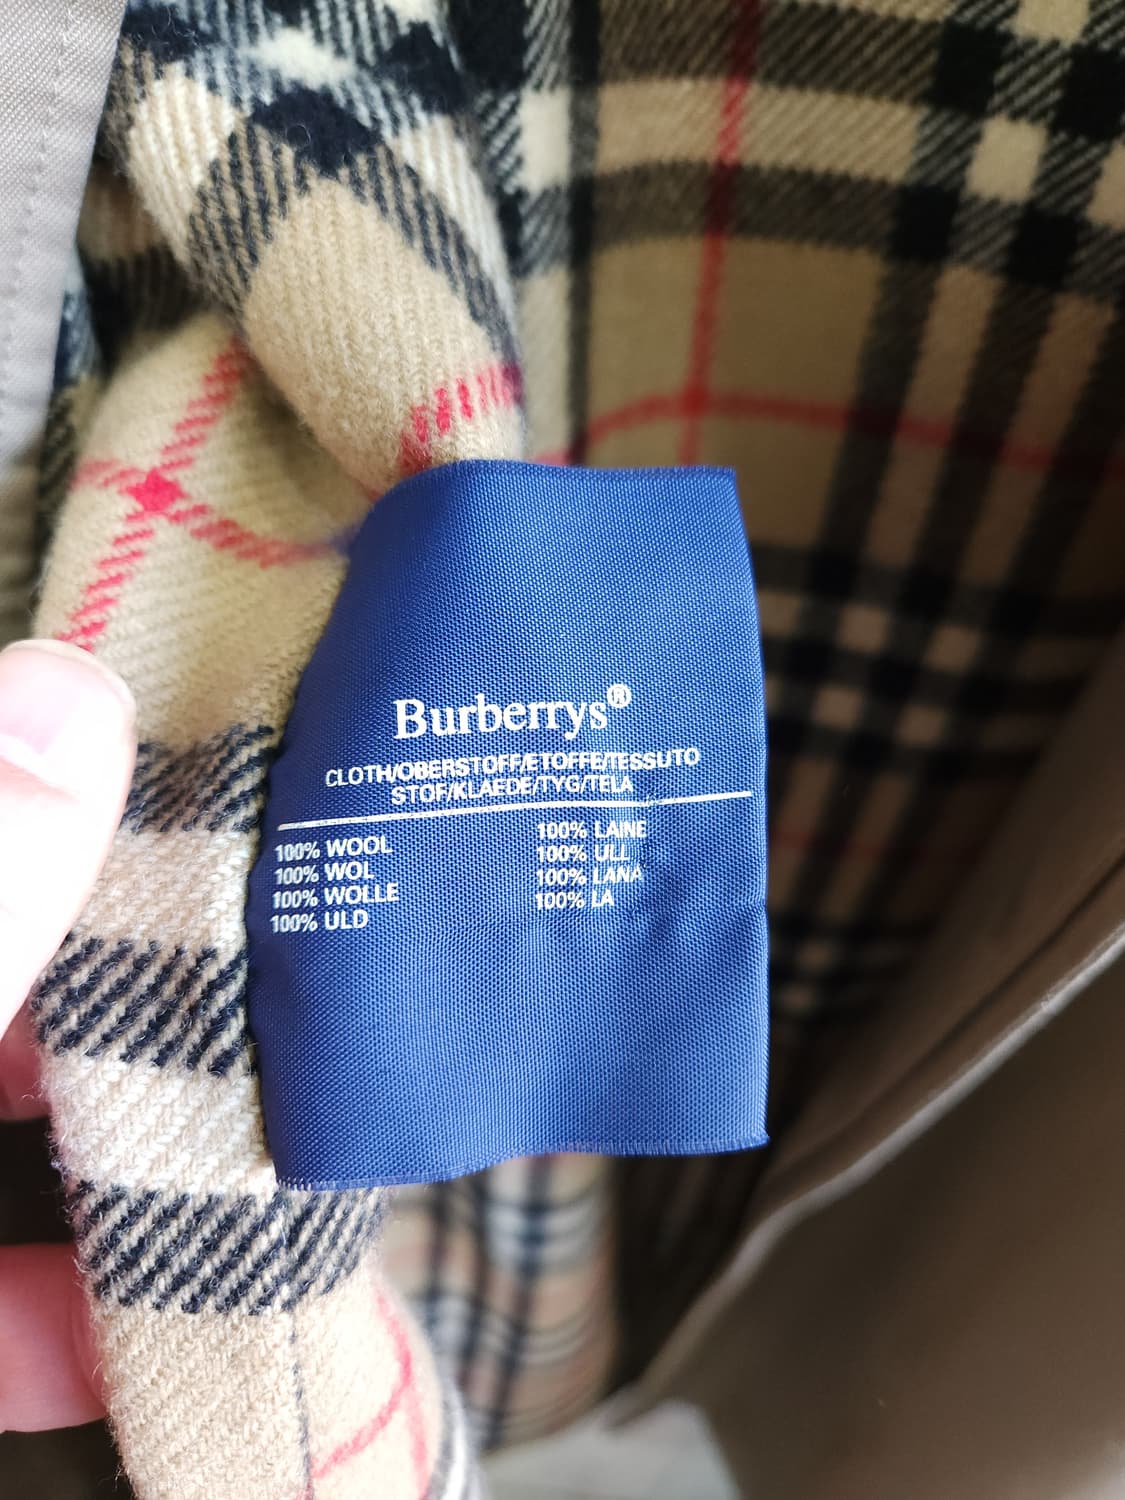 Burberrys®
CLOTH/OBERSTOFF/ETOFFE/TESSUTO
STOF/KLAEDE/TYG/TELA
100% WOOL
100% WOL
100% WOLLE
100% ULD
100% LAINE
100% ULL
100% LANA
100% LA